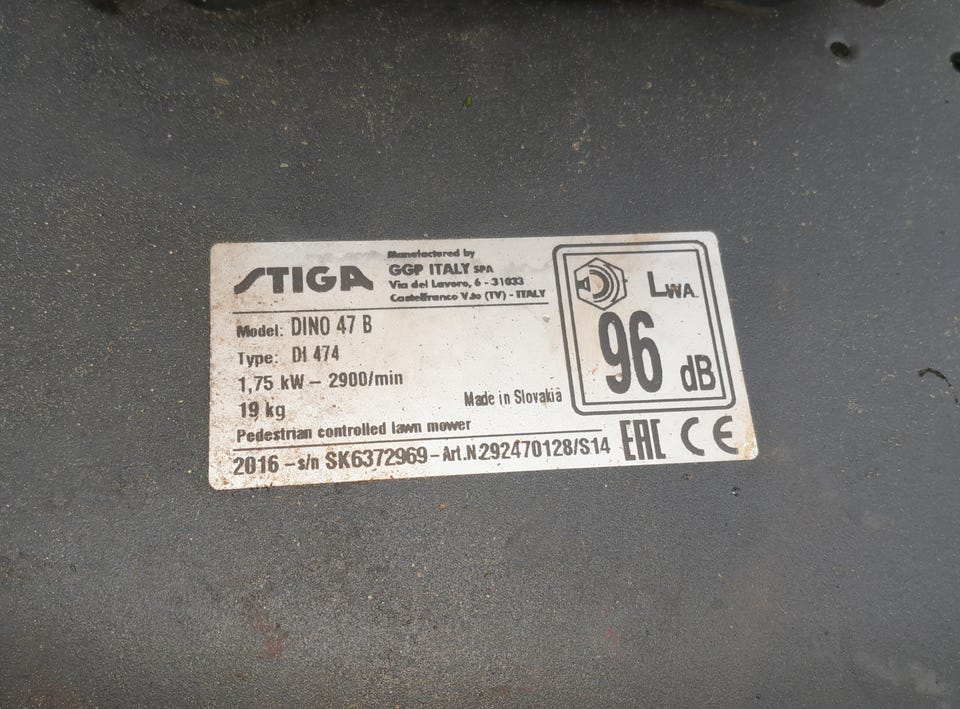 STIGA
Manufactured by
GGP ITALY SPA
Via del Lavoro, 6 - 31033
Castelfranco V.to (TV) - ITALY
Model: DINO 47 B
Type: DI 474
1,75 kW – 2900/min
19 kg
Made in Slovakia
Pedestrian controlled lawn mower
2016 – s/n SK6372969 – Art.N.292470128/S14
LWA
96 dB
EAC CE